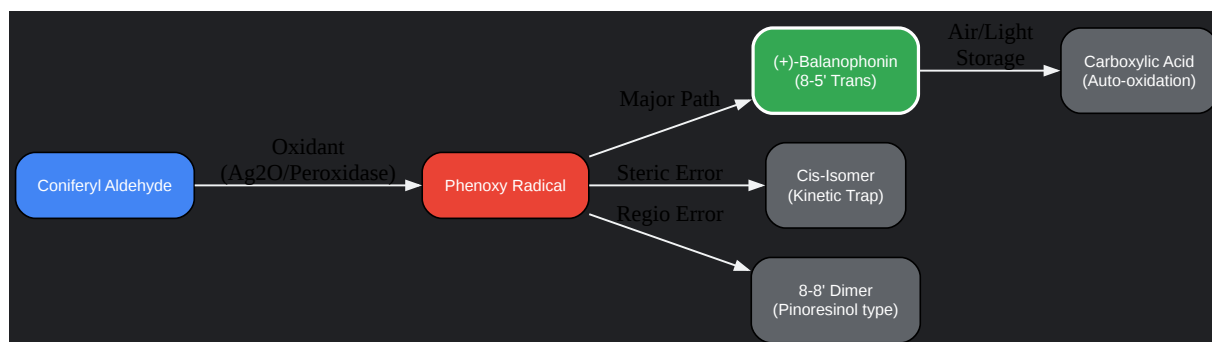 Coniferyl Aldehyde
Oxidant
(Ag2O/Peroxidase)
Phenoxy Radical
Major Path
(+)-Balanophonin
(8-5' Trans)
Air/Light
Storage
Carboxylic Acid
(Auto-oxidation)
Steric Error
Cis-Isomer
(Kinetic Trap)
Regio Error
8-8' Dimer
(Pinoresinol type)